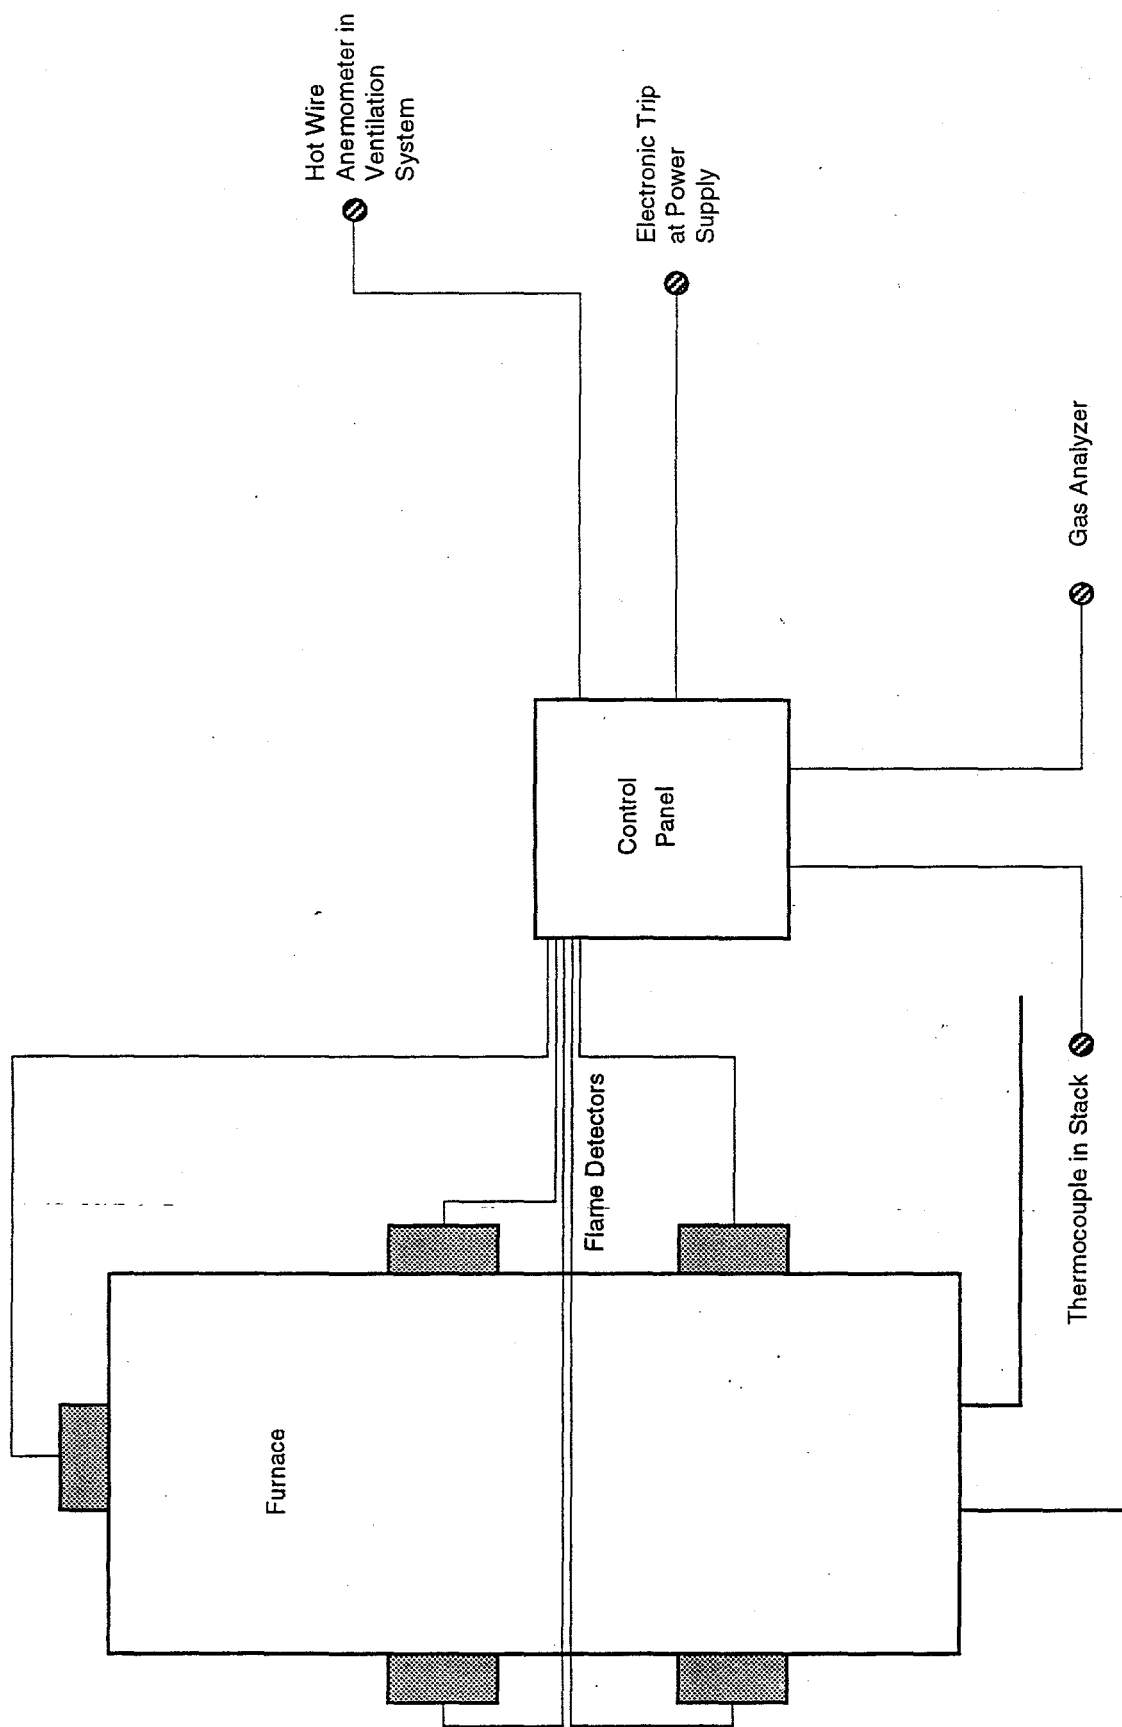 Hot Wire
Anemometer in
Ventilation
System
Electronic Trip
at Power
Supply
Gas Analyzer
Control
Panel
Flame Detectors
Thermocouple in Stack
Furnace